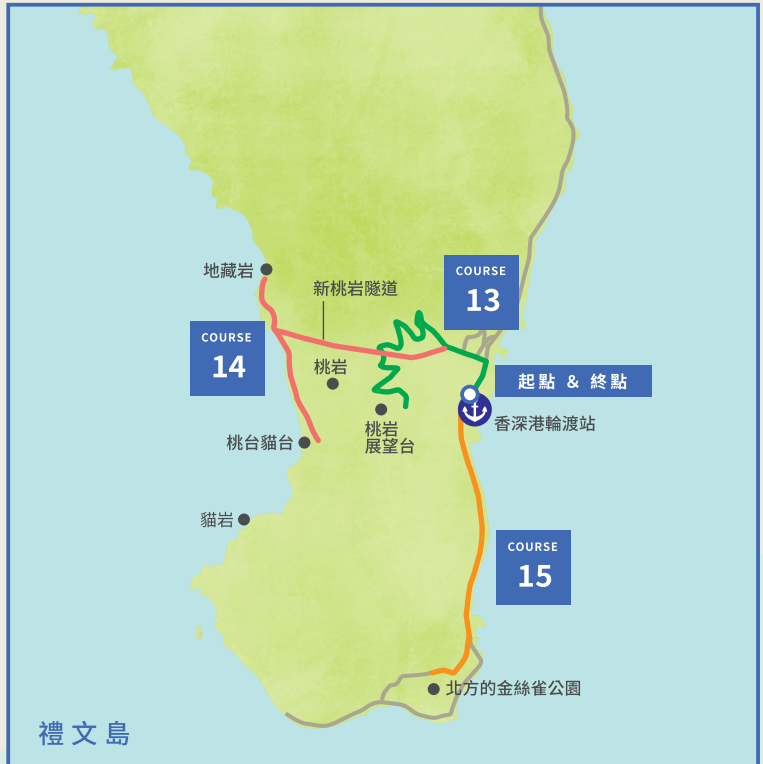 地藏岩
新桃岩隧道
COURSE
13
COURSE
14
桃岩
起點 & 終點
桃岩
展望台
香深港輪渡站
桃台貓台
貓岩
COURSE
15
北方的金絲雀公園
禮文島